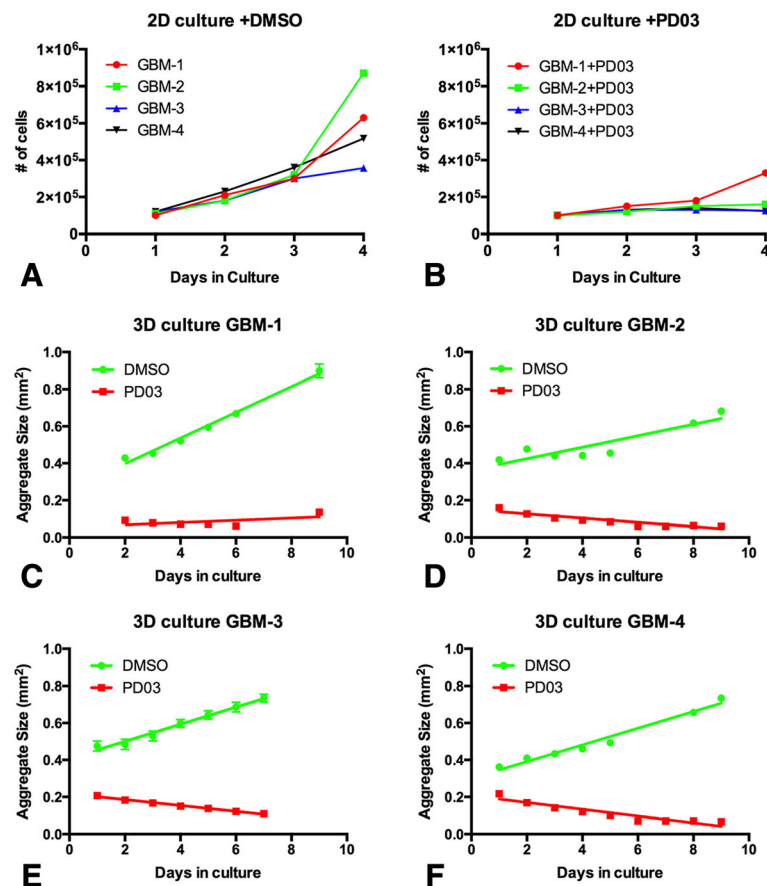 2D culture +DMSO
1×10⁶
8×10⁵
6×10⁵
4×10⁵
2×10⁵
0
# of cells
GBM-1
GBM-2
GBM-3
GBM-4
0 1 2 3 4
Days in Culture
A
2D culture +PD03
1×10⁶
8×10⁵
6×10⁵
4×10⁵
2×10⁵
0
# of cells
GBM-1+PD03
GBM-2+PD03
GBM-3+PD03
GBM-4+PD03
0 1 2 3 4
Days in Culture
B
3D culture GBM-1
1.0
0.8
0.6
0.4
0.2
0.0
Aggregate Size (mm²)
DMSO
PD03
0 2 4 6 8 10
Days in culture
C
3D culture GBM-2
1.0
0.8
0.6
0.4
0.2
0.0
Aggregate Size (mm²)
DMSO
PD03
0 2 4 6 8 10
Days in culture
D
3D culture GBM-3
1.0
0.8
0.6
0.4
0.2
0.0
Aggregate Size (mm²)
DMSO
PD03
0 2 4 6 8 10
Days in culture
E
3D culture GBM-4
1.0
0.8
0.6
0.4
0.2
0.0
Aggregate Size (mm²)
DMSO
PD03
0 2 4 6 8 10
Days in culture
F